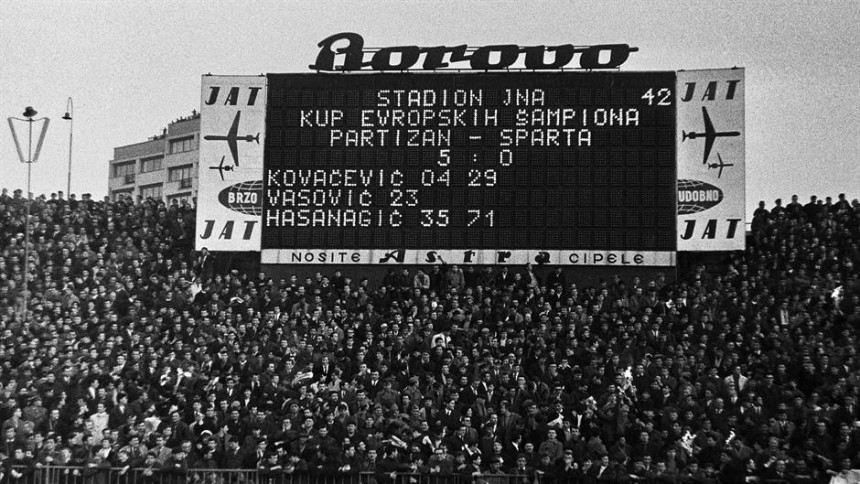 Borovo
JAT
JAT
STADION JNA 42
KUP EVROPSKIH ŠAMPIONA
PARTIZAN - SPARTA
5 : 0
KOVAČEVIĆ 04 29
VASOVIĆ 23
HASANAGIĆ 35 71
BRZO
UDOBNO
JAT
JAT
NOSITE Astra CIPELE